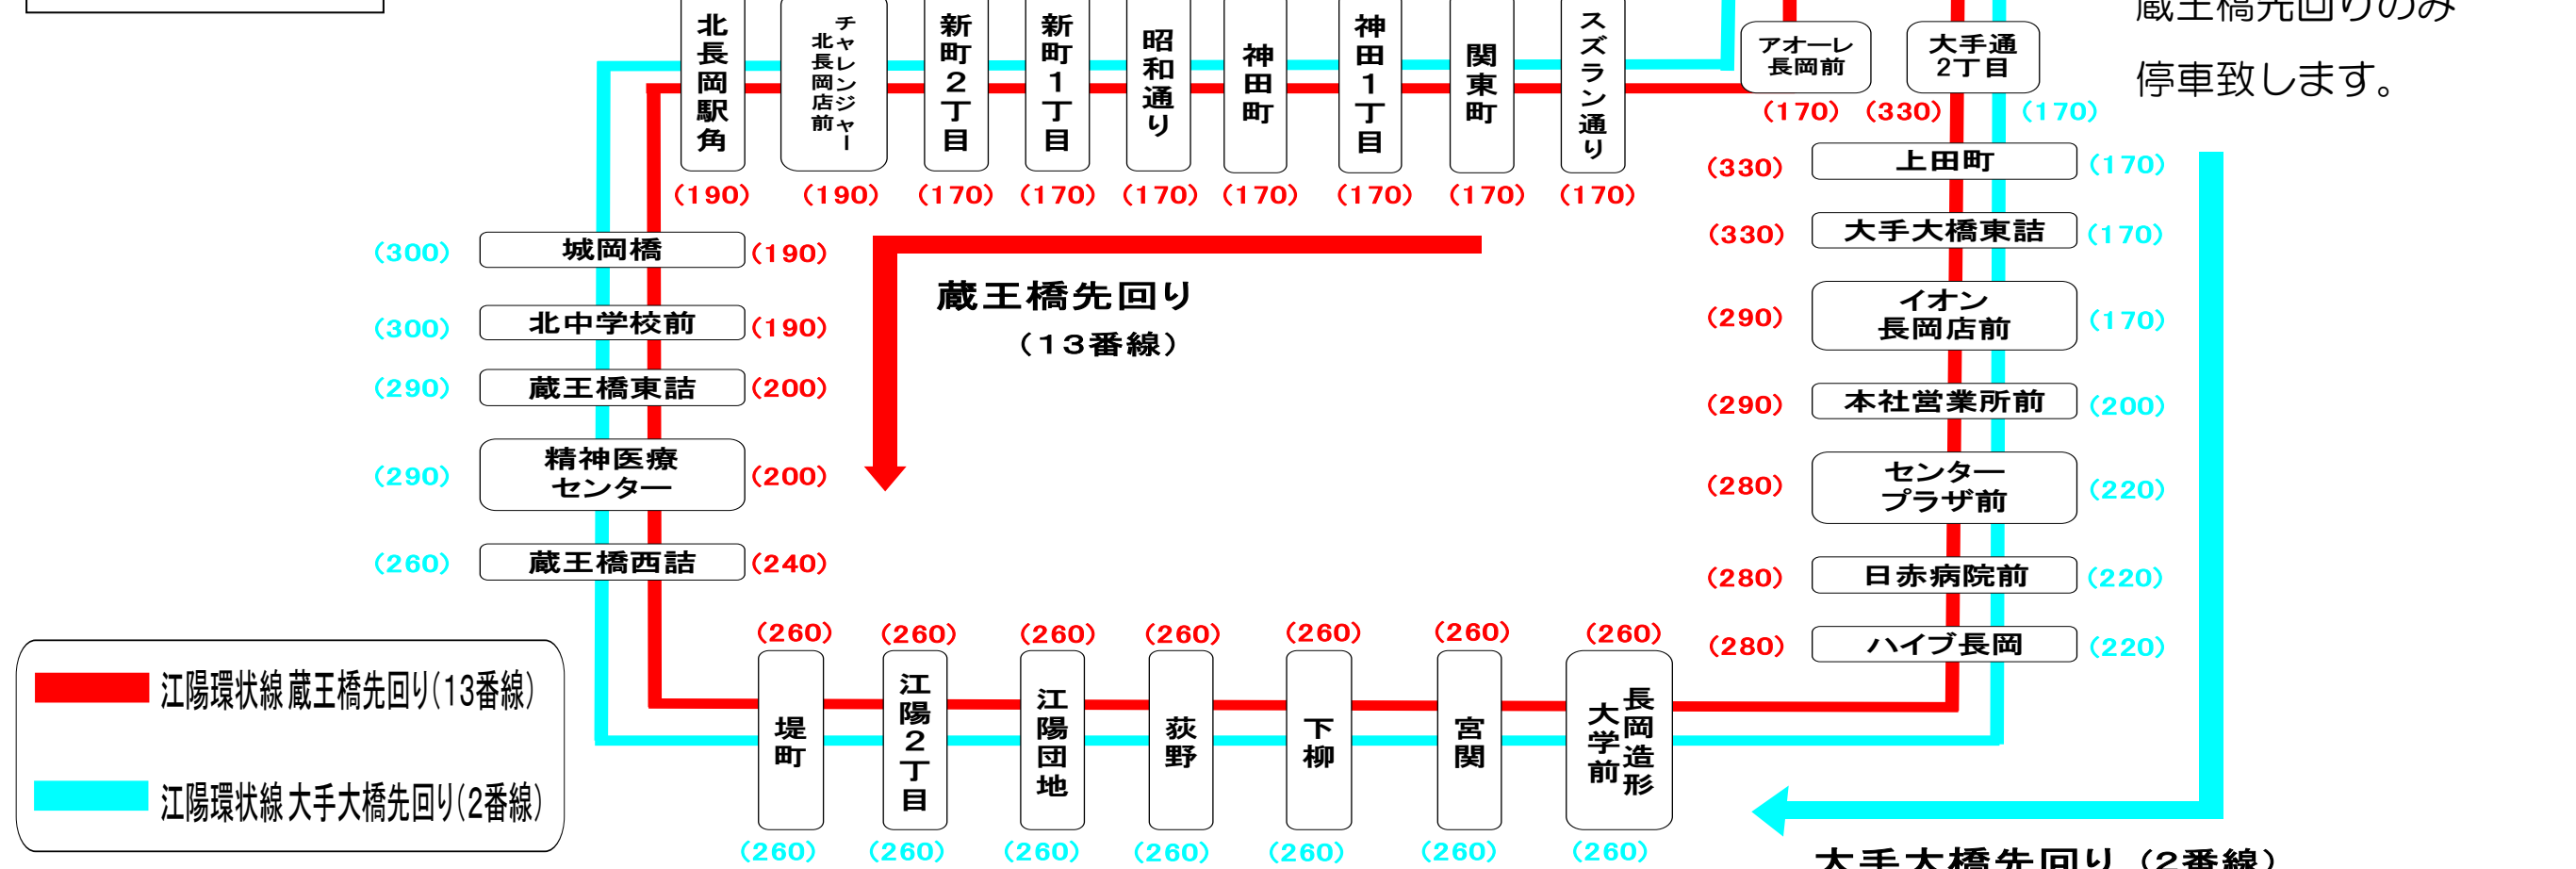 蔵王橋先回りのみ
停車致します。
北長岡駅角
チャレンジャー
北長岡店前
新町2丁目
新町1丁目
昭和通り
神田町
神田1丁目
関東町
スズラン通り
アオーレ
長岡前
大手通
2丁目
(190)
(190)
(170)
(170)
(170)
(170)
(170)
(170)
(170)
(170)
(330)
(170)
(330)
上田町
(170)
(330)
大手大橋東詰
(170)
(290)
イオン
長岡店前
(170)
(290)
本社営業所前
(200)
(280)
センター
プラザ前
(220)
(280)
日赤病院前
(220)
(280)
ハイブ長岡
(220)
(300)
城岡橋
(190)
(300)
北中学校前
(190)
(290)
蔵王橋東詰
(200)
(290)
精神医療
センター
(200)
(260)
蔵王橋西詰
(240)
蔵王橋先回り
(13番線)
(260)
(260)
(260)
(260)
(260)
(260)
(260)
堤町
江陽2丁目
江陽団地
荻野
下柳
宮関
長岡造形
大学前
(260)
(260)
(260)
(260)
(260)
(260)
(260)
江陽環状線 蔵王橋先回り(13番線)
江陽環状線 大手大橋先回り(2番線)
大手大橋先回り (2番線)